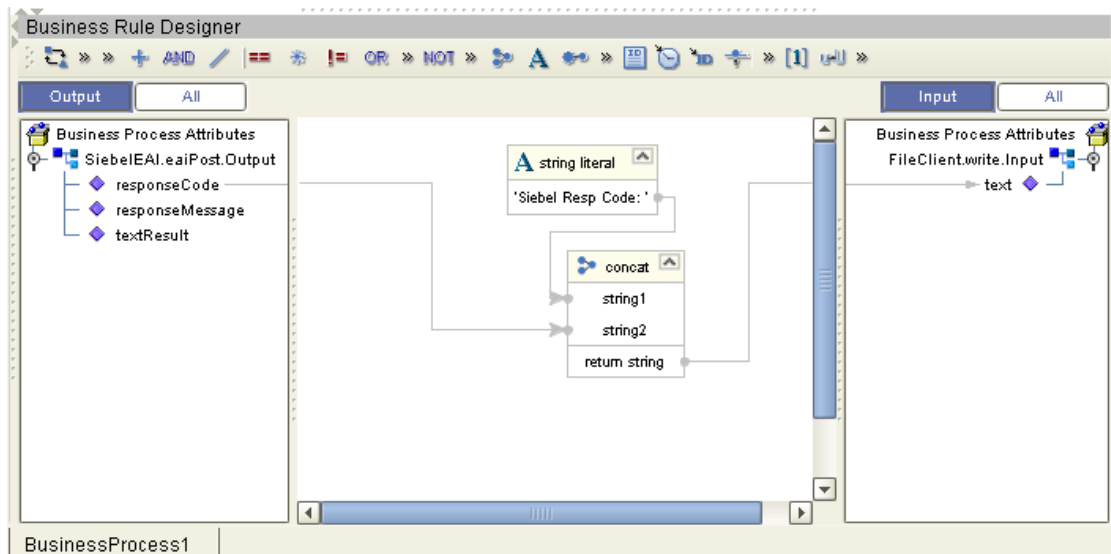 Business Rule Designer
» » AND == != OR » NOT » A » ID ID » [1] »
Output All Input All
Business Process Attributes
SiebelEAI.eaiPost.Output
responseCode
responseMessage
textResult
A string literal
'Siebel Resp Code: '
concat
string1
string2
return string
Business Process Attributes
FileClient.write.Input
text
BusinessProcess1